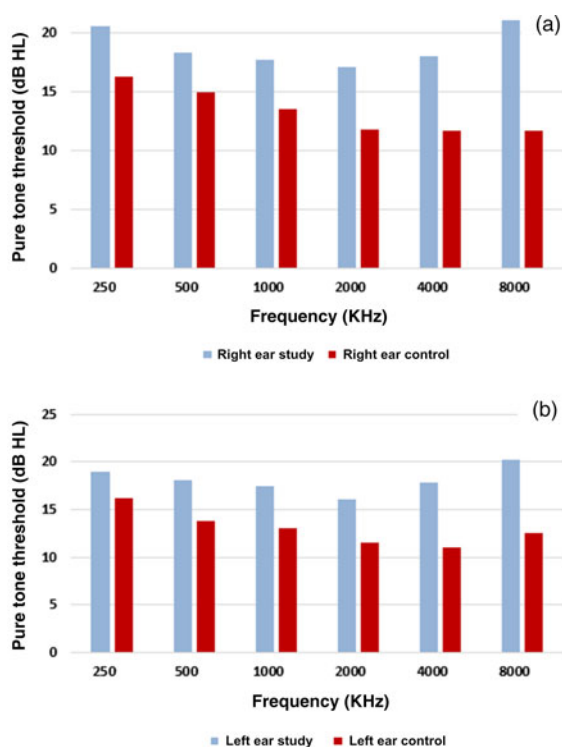 (a)
Pure tone threshold (dB HL)
20
15
10
5
0
250 500 1000 2000 4000 8000
Frequency (KHz)
Right ear study Right ear control
(b)
Pure tone threshold (dB HL)
25
20
15
10
5
0
250 500 1000 2000 4000 8000
Frequency (KHz)
Left ear study Left ear control